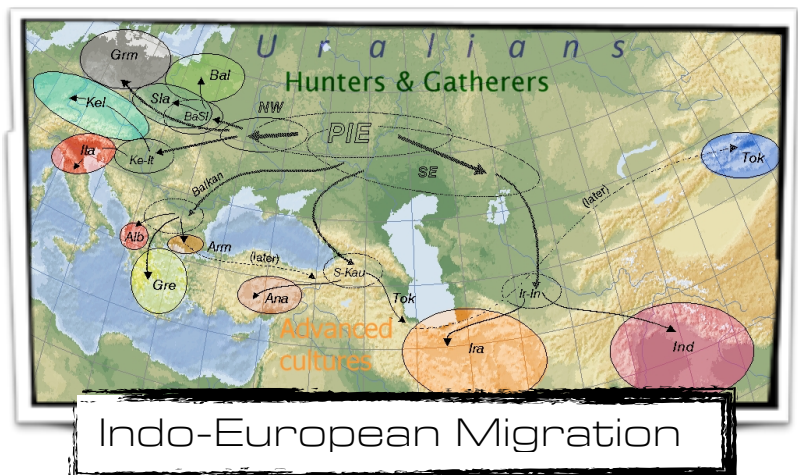 Uralians
Hunters & Gatherers
Grm
Bal
Kel
Sla
BaSl
NW
PIE
Ita
Ke-It
SE
Tok
Balkan
(later)
Alb
Arm
(later)
Gre
S-Kau
Ana
Tok
Ir-In
Advanced
cultures
Ira
Ind
Indo-European Migration